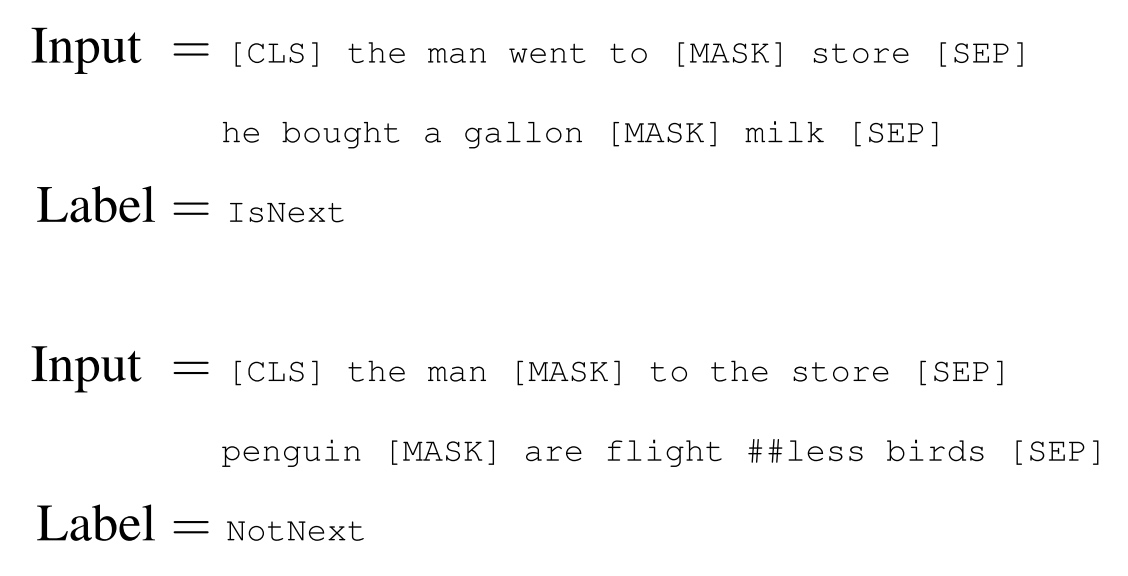 Input = [CLS] the man went to [MASK] store [SEP]
he bought a gallon [MASK] milk [SEP]
Label = IsNext
Input = [CLS] the man [MASK] to the store [SEP]
penguin [MASK] are flight ##less birds [SEP]
Label = NotNext